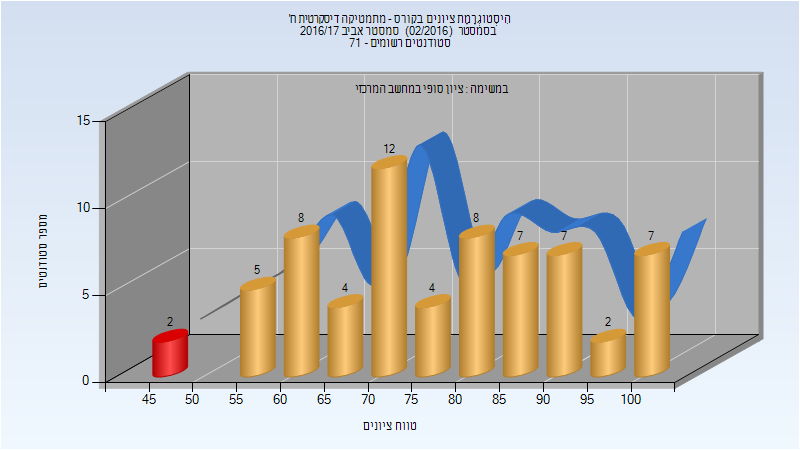 היסטוגרמת ציונים בקורס - מתמטיקה דיסקרטית ח'
בסמסטר (02/2016) סמסטר אביב 2016/17
סטודנטים רשומים - 71
במשימה : ציון סופי במחשב המרכזי
מספר סטודנטים
15
10
5
0
2
5
8
4
12
4
8
7
7
2
7
45 50 55 60 65 70 75 80 85 90 95 100
טווח ציונים